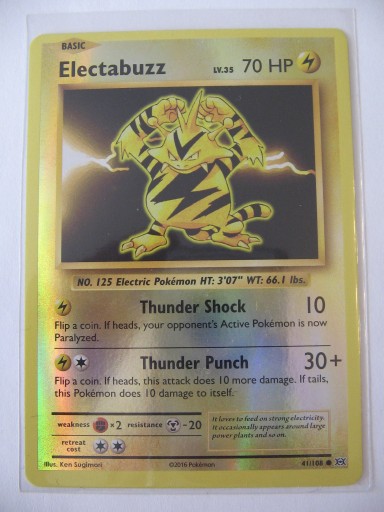 BASIC
Electabuzz LV.35 70 HP
NO. 125 Electric Pokémon HT: 3'07" WT: 66.1 lbs.
Thunder Shock 10
Flip a coin. If heads, your opponent's Active Pokémon is now
Paralyzed.
Thunder Punch 30+
Flip a coin. If heads, this attack does 10 more damage. If tails,
this Pokémon does 10 damage to itself.
weakness ×2 resistance -20
retreat
cost
It loves to feed on strong electricity.
It occasionally appears around large
power plants and so on.
Illus. Ken Sugimori ©2016 Pokémon 41/108